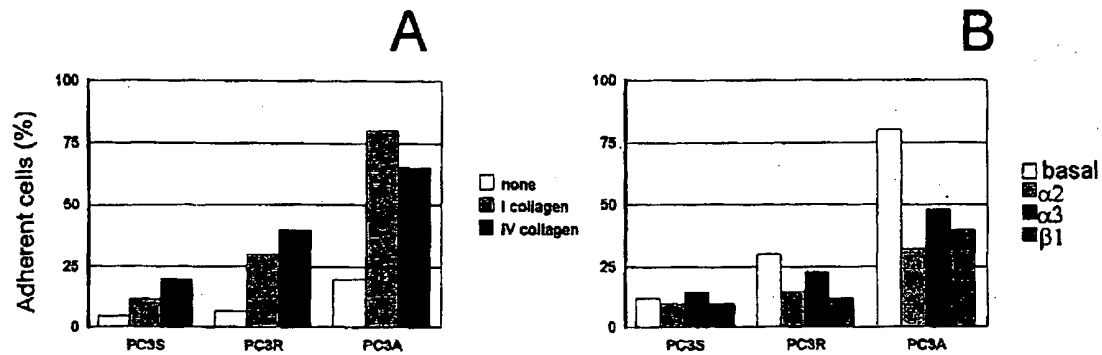 A
B
Adherent cells (%)
100
75
50
25
0
PC3S
PC3R
PC3A
none
I collagen
IV collagen
100
75
50
25
0
PC3S
PC3R
PC3A
basal
α2
α3
β1